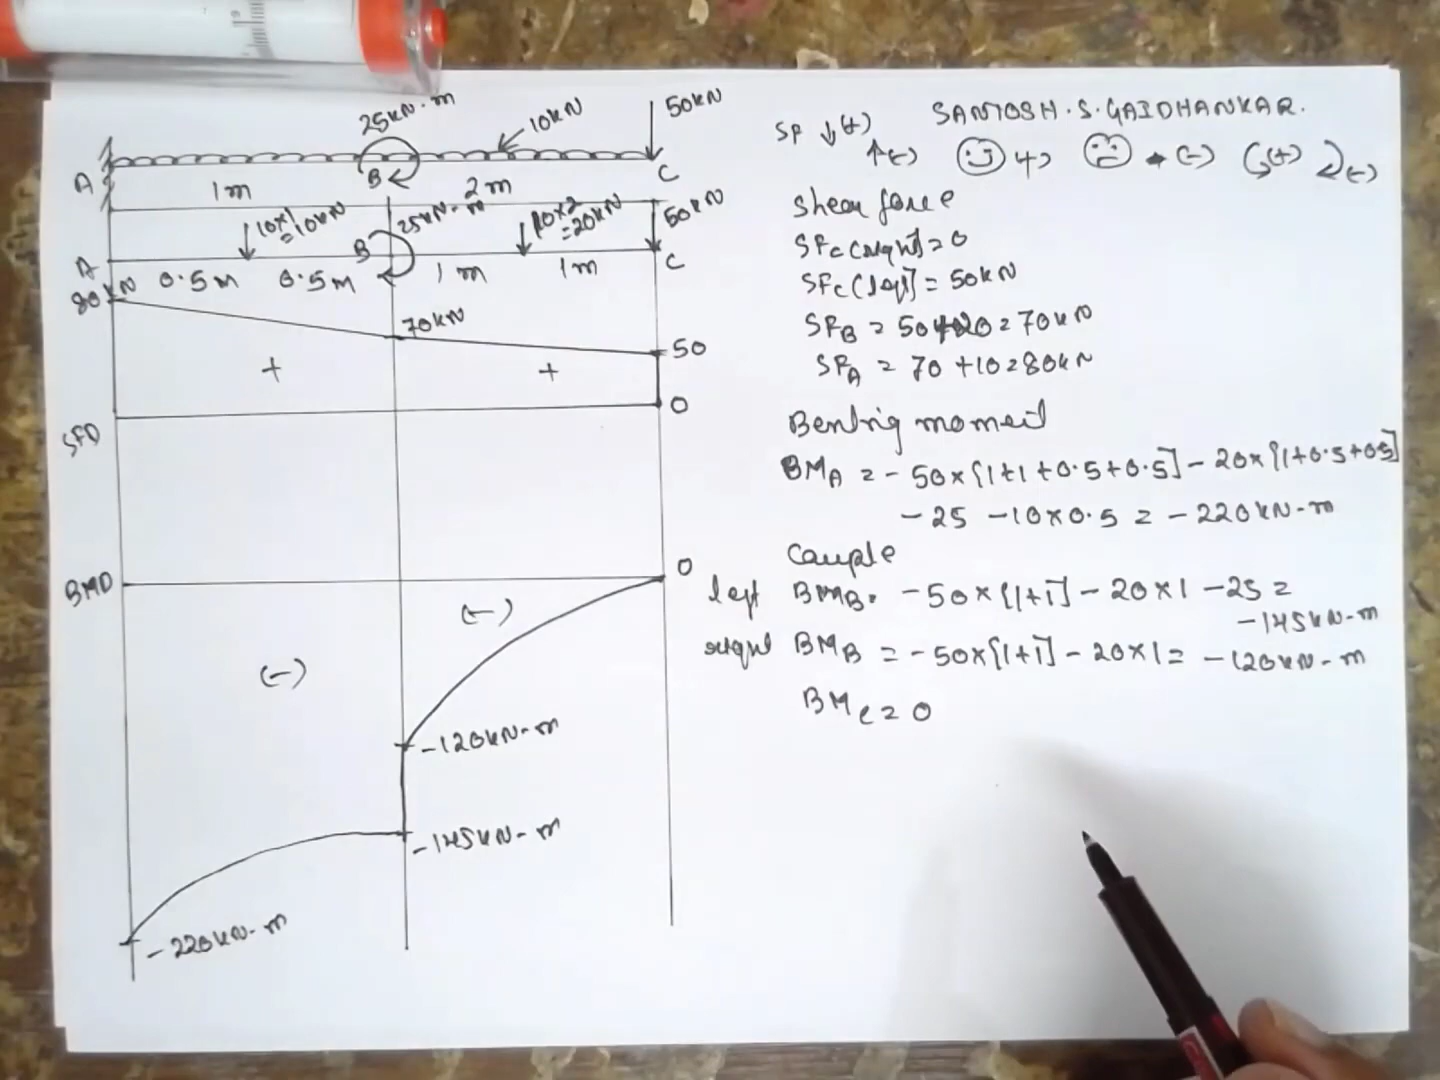 SANTOSH.S.GAIDHANKAR.
25kN.m
10kN
50kN
A
B
C
1m
2m
10x1
=10kN
25kN-m
10x2
=20kN
50kN
A
B
C
0.5m
0.5m
1m
1m
80kN
70kN
50
+
+
0
SFD
BMD
0
(-)
(-)
-120kN-m
-145kN-m
-220kN-m
SF ↓(+)
↑(-)
(+)
(-)
(+)
(-)
Shear force
SFC(right)=0
SFC(left)=50kN
SFB = 50+20=70kN
SFA = 70+10=80kN
Bending moment
BMA = -50x[1+1+0.5+0.5]-20x[1+0.5+0.5]
-25-10x0.5 = -220kN-m
Couple
left BMB = -50x[1+1]-20x1-25=
-145kN-m
right BMB = -50x[1+1]-20x1= -120kN-m
BMC=0